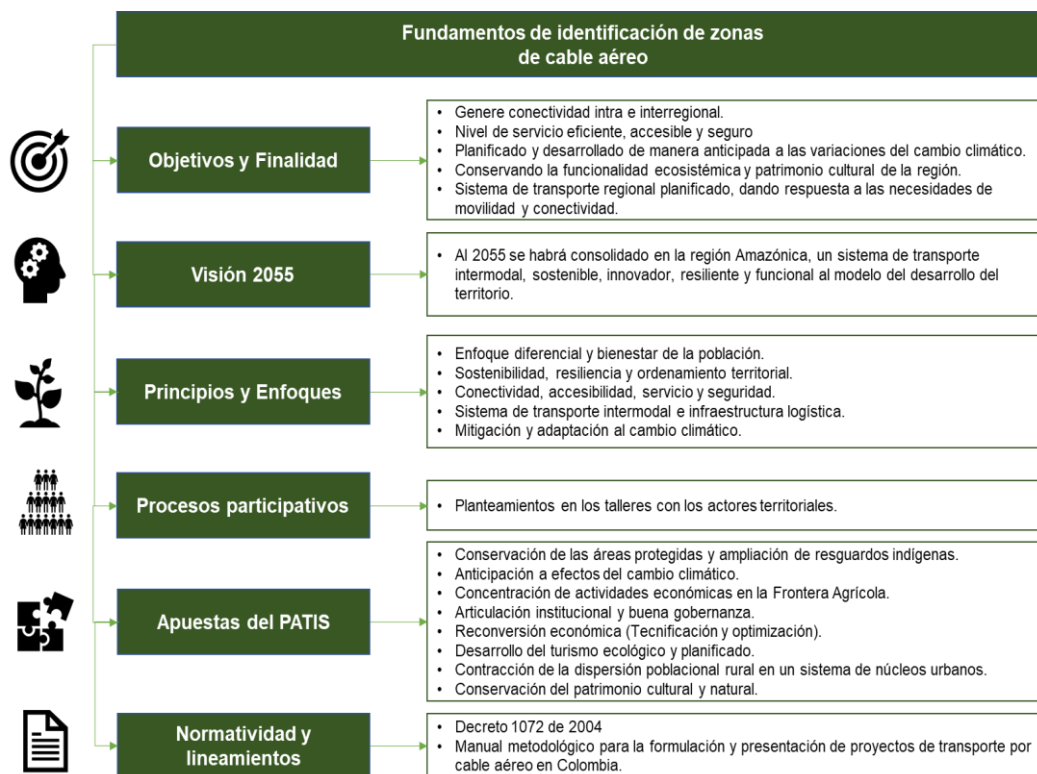 Fundamentos de identificación de zonas
de cable aéreo
Objetivos y Finalidad
• Genere conectividad intra e interregional.
• Nivel de servicio eficiente, accesible y seguro
• Planificado y desarrollado de manera anticipada a las variaciones del cambio climático.
• Conservando la funcionalidad ecosistémica y patrimonio cultural de la región.
• Sistema de transporte regional planificado, dando respuesta a las necesidades de
movilidad y conectividad.
Visión 2055
• Al 2055 se habrá consolidado en la región Amazónica, un sistema de transporte
intermodal, sostenible, innovador, resiliente y funcional al modelo del desarrollo del
territorio.
Principios y Enfoques
• Enfoque diferencial y bienestar de la población.
• Sostenibilidad, resiliencia y ordenamiento territorial.
• Conectividad, accesibilidad, servicio y seguridad.
• Sistema de transporte intermodal e infraestructura logística.
• Mitigación y adaptación al cambio climático.
Procesos participativos
• Planteamientos en los talleres con los actores territoriales.
Apuestas del PATIS
• Conservación de las áreas protegidas y ampliación de resguardos indígenas.
• Anticipación a efectos del cambio climático.
• Concentración de actividades económicas en la Frontera Agrícola.
• Articulación institucional y buena gobernanza.
• Reconversión económica (Tecnificación y optimización).
• Desarrollo del turismo ecológico y planificado.
• Contracción de la dispersión poblacional rural en un sistema de núcleos urbanos.
• Conservación del patrimonio cultural y natural.
Normatividad y
lineamientos
• Decreto 1072 de 2004
• Manual metodológico para la formulación y presentación de proyectos de transporte por
cable aéreo en Colombia.